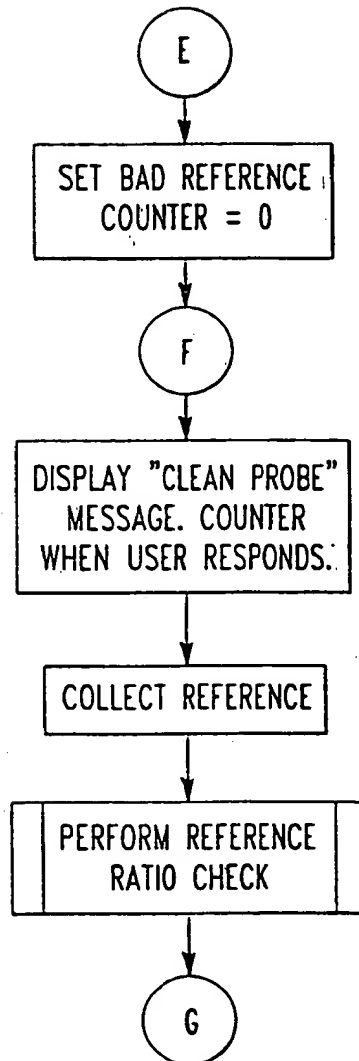 E
SET BAD REFERENCE
COUNTER = 0
F
DISPLAY "CLEAN PROBE"
MESSAGE. COUNTER
WHEN USER RESPONDS.
COLLECT REFERENCE
PERFORM REFERENCE
RATIO CHECK
G